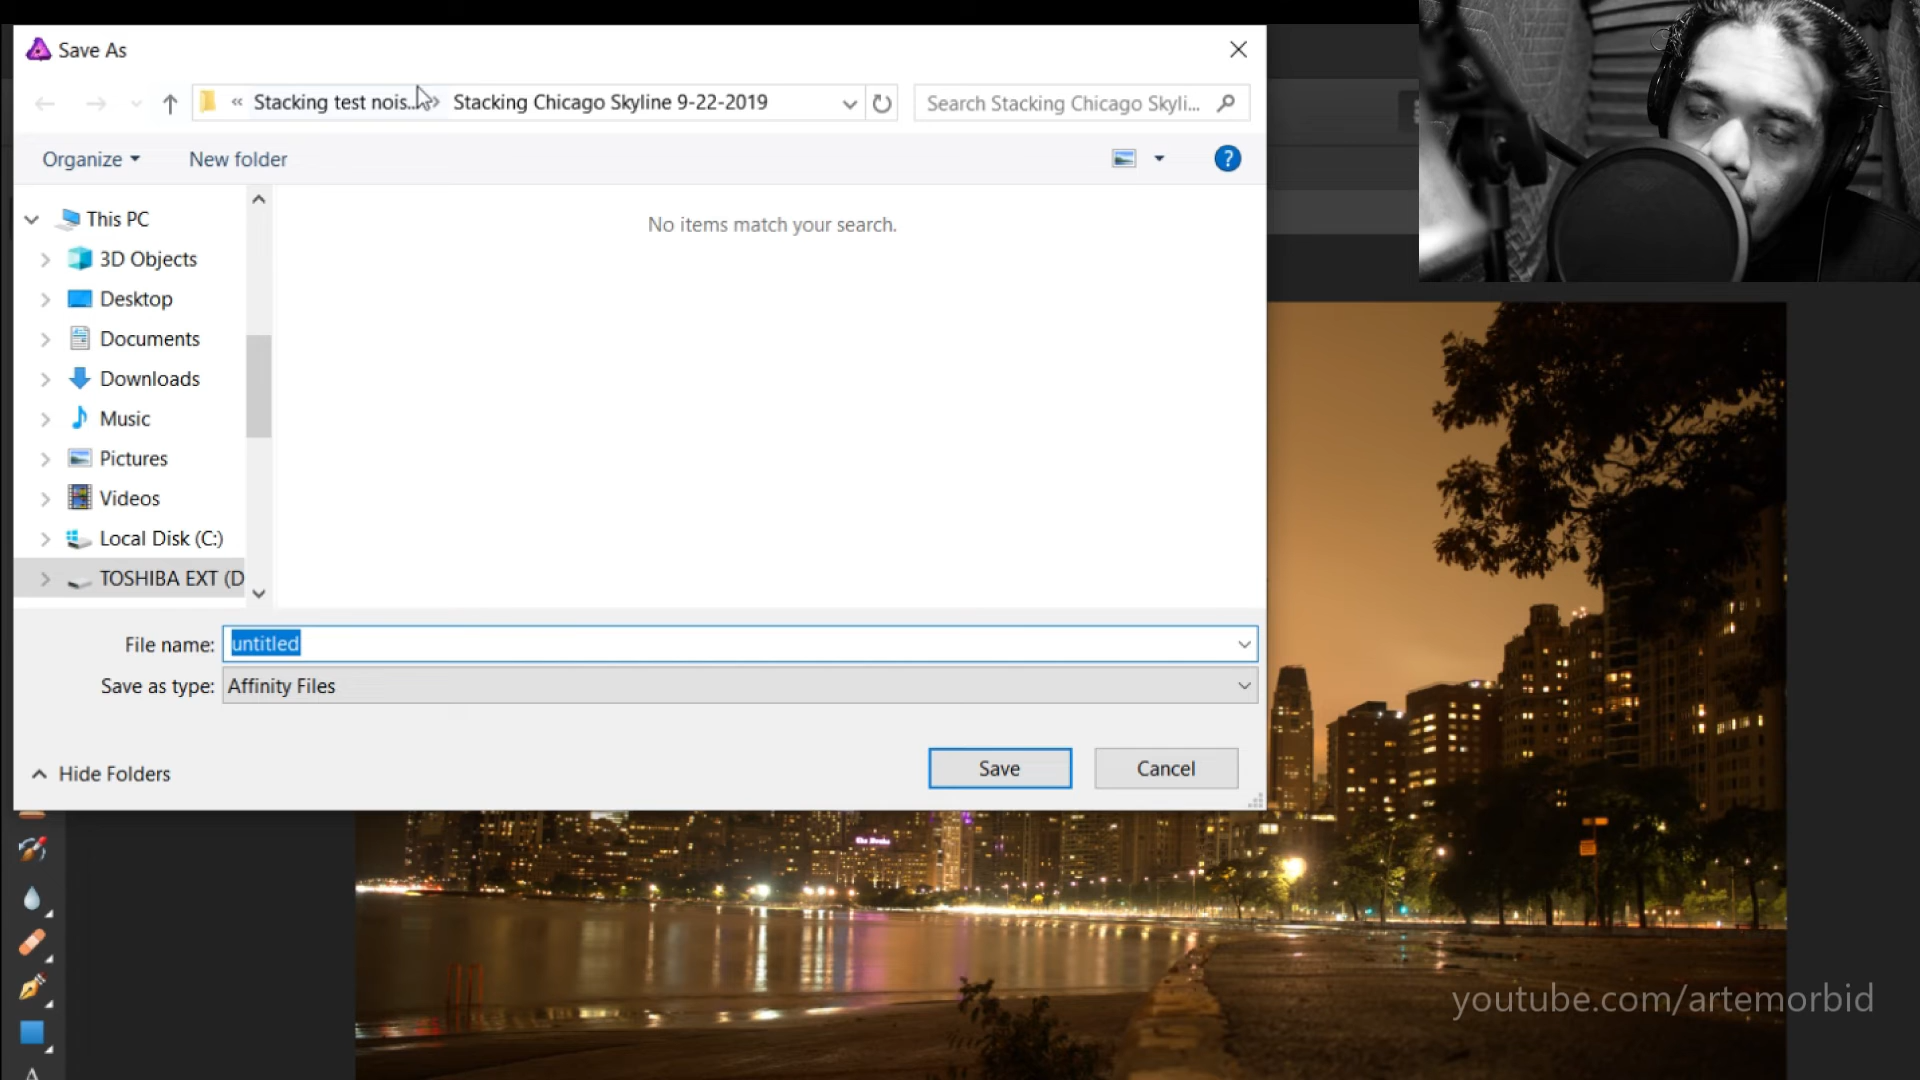 Save As
« Stacking test nois... Stacking Chicago Skyline 9-22-2019
Search Stacking Chicago Skyli...
Organize
New folder
?
This PC
3D Objects
Desktop
Documents
Downloads
Music
Pictures
Videos
Local Disk (C:)
TOSHIBA EXT (D
No items match your search.
File name: untitled
Save as type: Affinity Files
Hide Folders
Save
Cancel
A
youtube.com/artemorbid